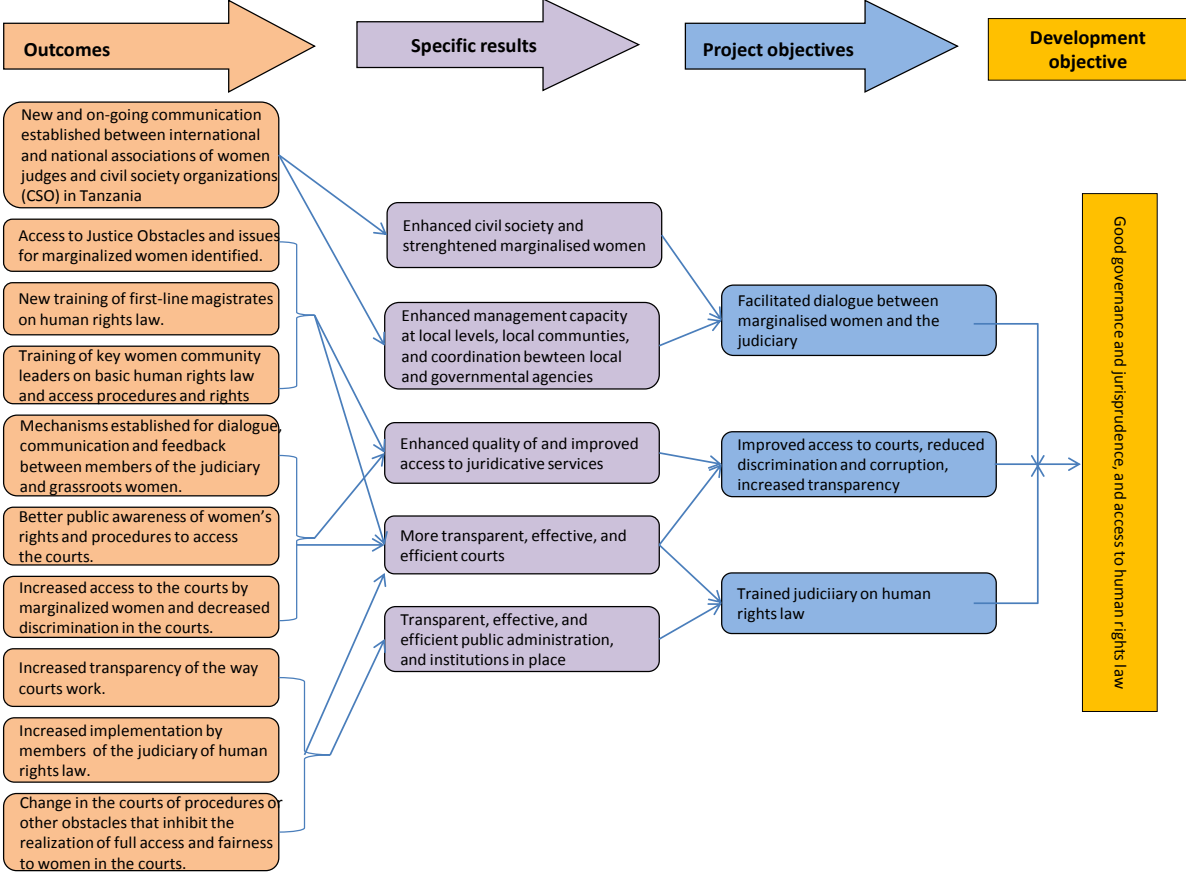 Outcomes
Specific results
Project objectives
Development
objective
New and on-going communication
established between international
and national associations of women
judges and civil society organizations
(CSO) in Tanzania
Access to Justice Obstacles and issues
for marginalized women identified.
New training of first-line magistrates
on human rights law.
Training of key women community
leaders on basic human rights law
and access procedures and rights
Mechanisms established for dialogue,
communication and feedback
between members of the judiciary
and grassroots women.
Better public awareness of women's
rights and procedures to access
the courts.
Increased access to the courts by
marginalized women and decreased
discrimination in the courts.
Increased transparency of the way
courts work.
Increased implementation by
members of the judiciary of human
rights law.
Change in the courts of procedures or
other obstacles that inhibit the
realization of full access and fairness
to women in the courts.
Enhanced civil society and
strenghtened marginalised women
Enhanced management capacity
at local levels, local communties,
and coordination bewteen local
and governmental agencies
Enhanced quality of and improved
access to juridicative services
More transparent, effective, and
efficient courts
Transparent, effective, and
efficient public administration,
and institutions in place
Facilitated dialogue between
marginalised women and the
judiciary
Improved access to courts, reduced
discrimination and corruption,
increased transparency
Trained judiciiary on human
rights law
Good governance and jurisprudence, and access to human rights law